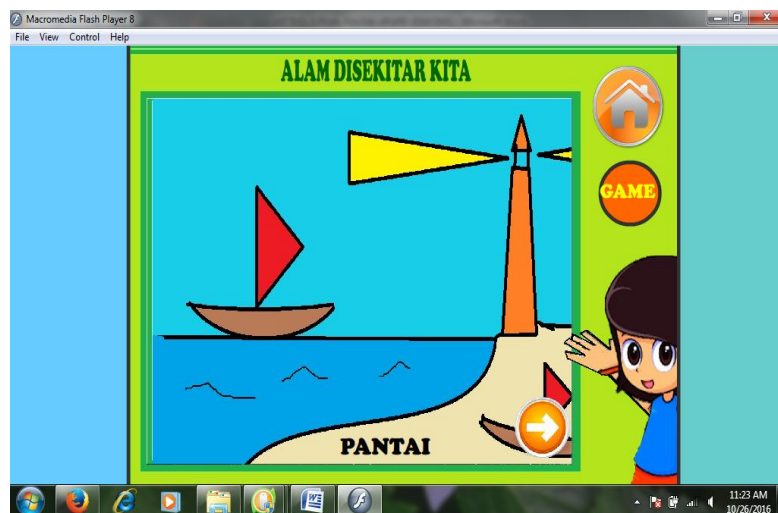 Macromedia Flash Player 8
File View Control Help
ALAM DISEKITAR KITA
GAME
PANTAI
11:23 AM
10/26/2016